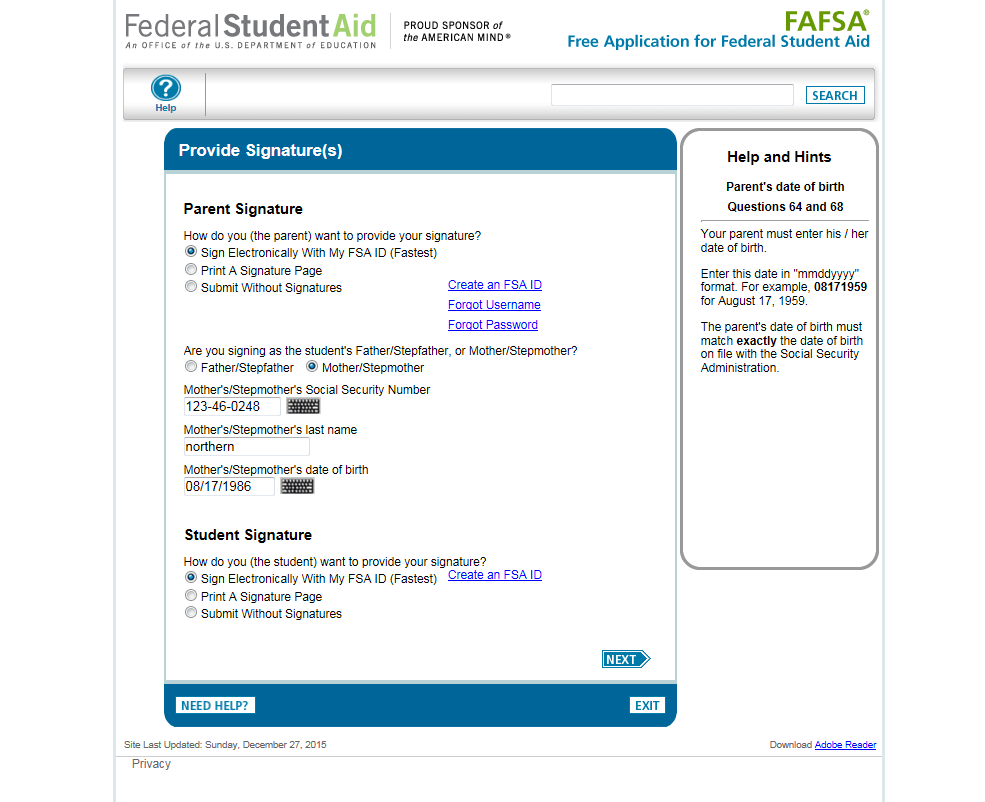 Federal Student Aid
An OFFICE of the U.S. DEPARTMENT of EDUCATION
PROUD SPONSOR of
the AMERICAN MIND®
FAFSA®
Free Application for Federal Student Aid
?
Help
SEARCH
Provide Signature(s)
Parent Signature
How do you (the parent) want to provide your signature?
Sign Electronically With My FSA ID (Fastest)
Print A Signature Page
Submit Without Signatures
Create an FSA ID
Forgot Username
Forgot Password
Are you signing as the student's Father/Stepfather, or Mother/Stepmother?
Father/Stepfather Mother/Stepmother
Mother's/Stepmother's Social Security Number
123-46-0248
Mother's/Stepmother's last name
northern
Mother's/Stepmother's date of birth
08/17/1986
Student Signature
How do you (the student) want to provide your signature?
Sign Electronically With My FSA ID (Fastest) Create an FSA ID
Print A Signature Page
Submit Without Signatures
NEXT
NEED HELP?
EXIT
Help and Hints
Parent's date of birth
Questions 64 and 68
Your parent must enter his / her
date of birth.
Enter this date in "mmddyyyy"
format. For example, 08171959
for August 17, 1959.
The parent's date of birth must
match exactly the date of birth
on file with the Social Security
Administration.
Site Last Updated: Sunday, December 27, 2015
Download Adobe Reader
Privacy